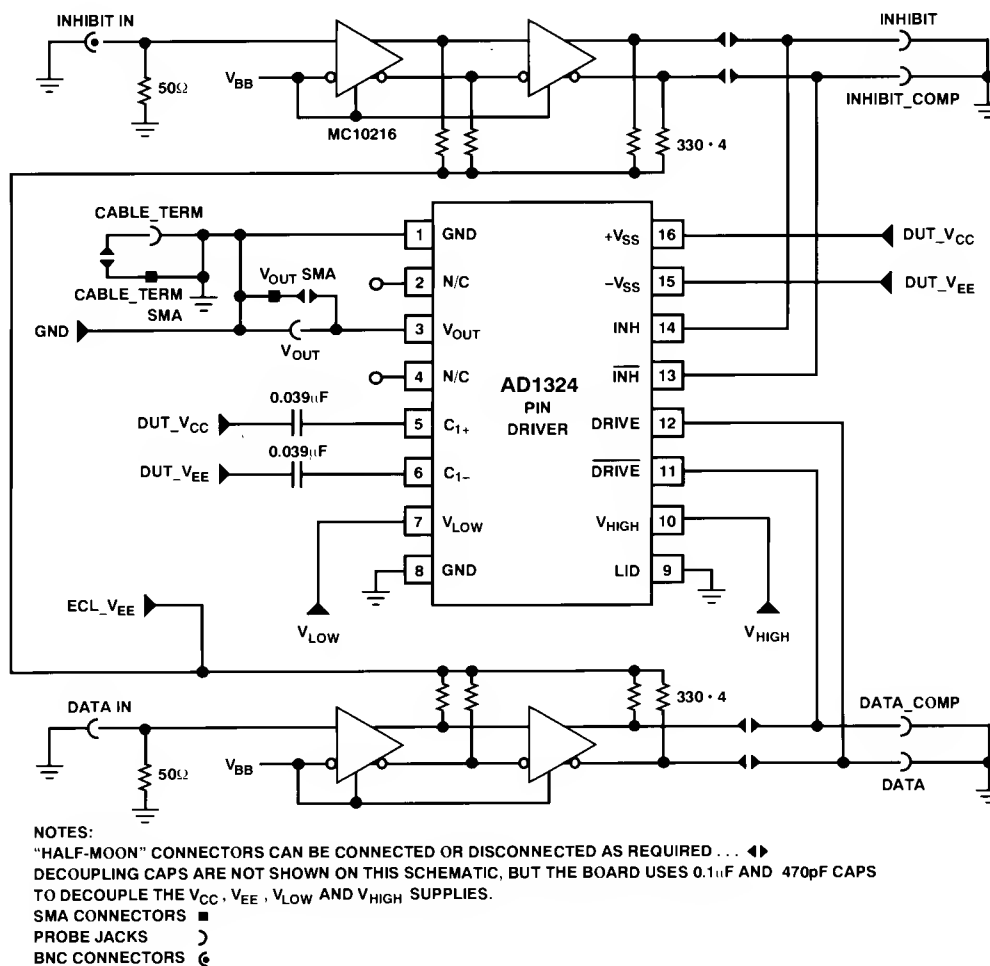 INHIBIT IN
INHIBIT
50Ω
V_BB
MC10216
INHIBIT_COMP
330 · 4
CABLE_TERM
CABLE_TERM
SMA
V_OUT SMA
GND
V_OUT
1 GND
2 N/C
3 V_OUT
4 N/C
5 C1+
6 C1–
7 V_LOW
8 GND
AD1324
PIN
DRIVER
+V_SS 16
–V_SS 15
INH 14
I̅N̅H̅ 13
DRIVE 12
D̅R̅I̅V̅E̅ 11
V_HIGH 10
LID 9
DUT_V_CC
DUT_V_EE
0.039µF
DUT_V_CC
0.039µF
DUT_V_EE
ECL_V_EE
V_LOW
V_HIGH
330 · 4
DATA IN
DATA_COMP
50Ω
V_BB
DATA
NOTES:
"HALF-MOON" CONNECTORS CAN BE CONNECTED OR DISCONNECTED AS REQUIRED . . .
DECOUPLING CAPS ARE NOT SHOWN ON THIS SCHEMATIC, BUT THE BOARD USES 0.1µF AND 470pF CAPS
TO DECOUPLE THE V_CC, V_EE, V_LOW AND V_HIGH SUPPLIES.
SMA CONNECTORS
PROBE JACKS
BNC CONNECTORS